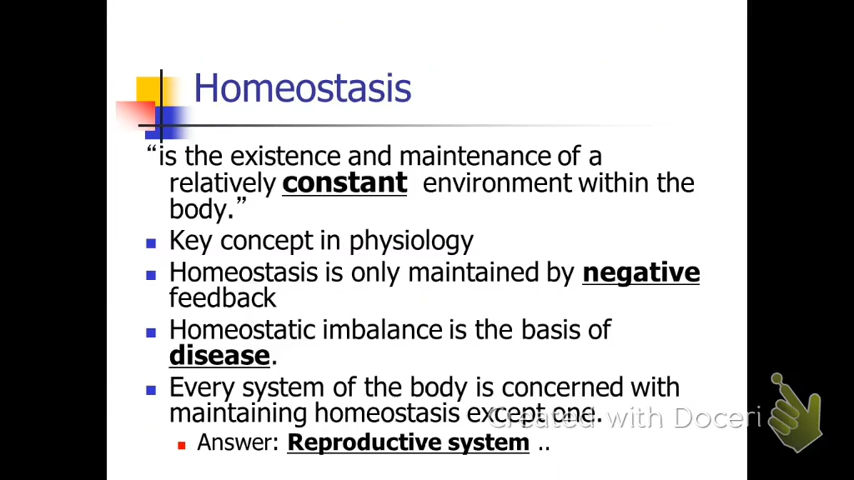 Homeostasis
“is the existence and maintenance of a
relatively constant environment within the
body.”
Key concept in physiology
Homeostasis is only maintained by negative
feedback
Homeostatic imbalance is the basis of
disease.
Every system of the body is concerned with
maintaining homeostasis except one.
Created with Doceri
Answer: Reproductive system ..